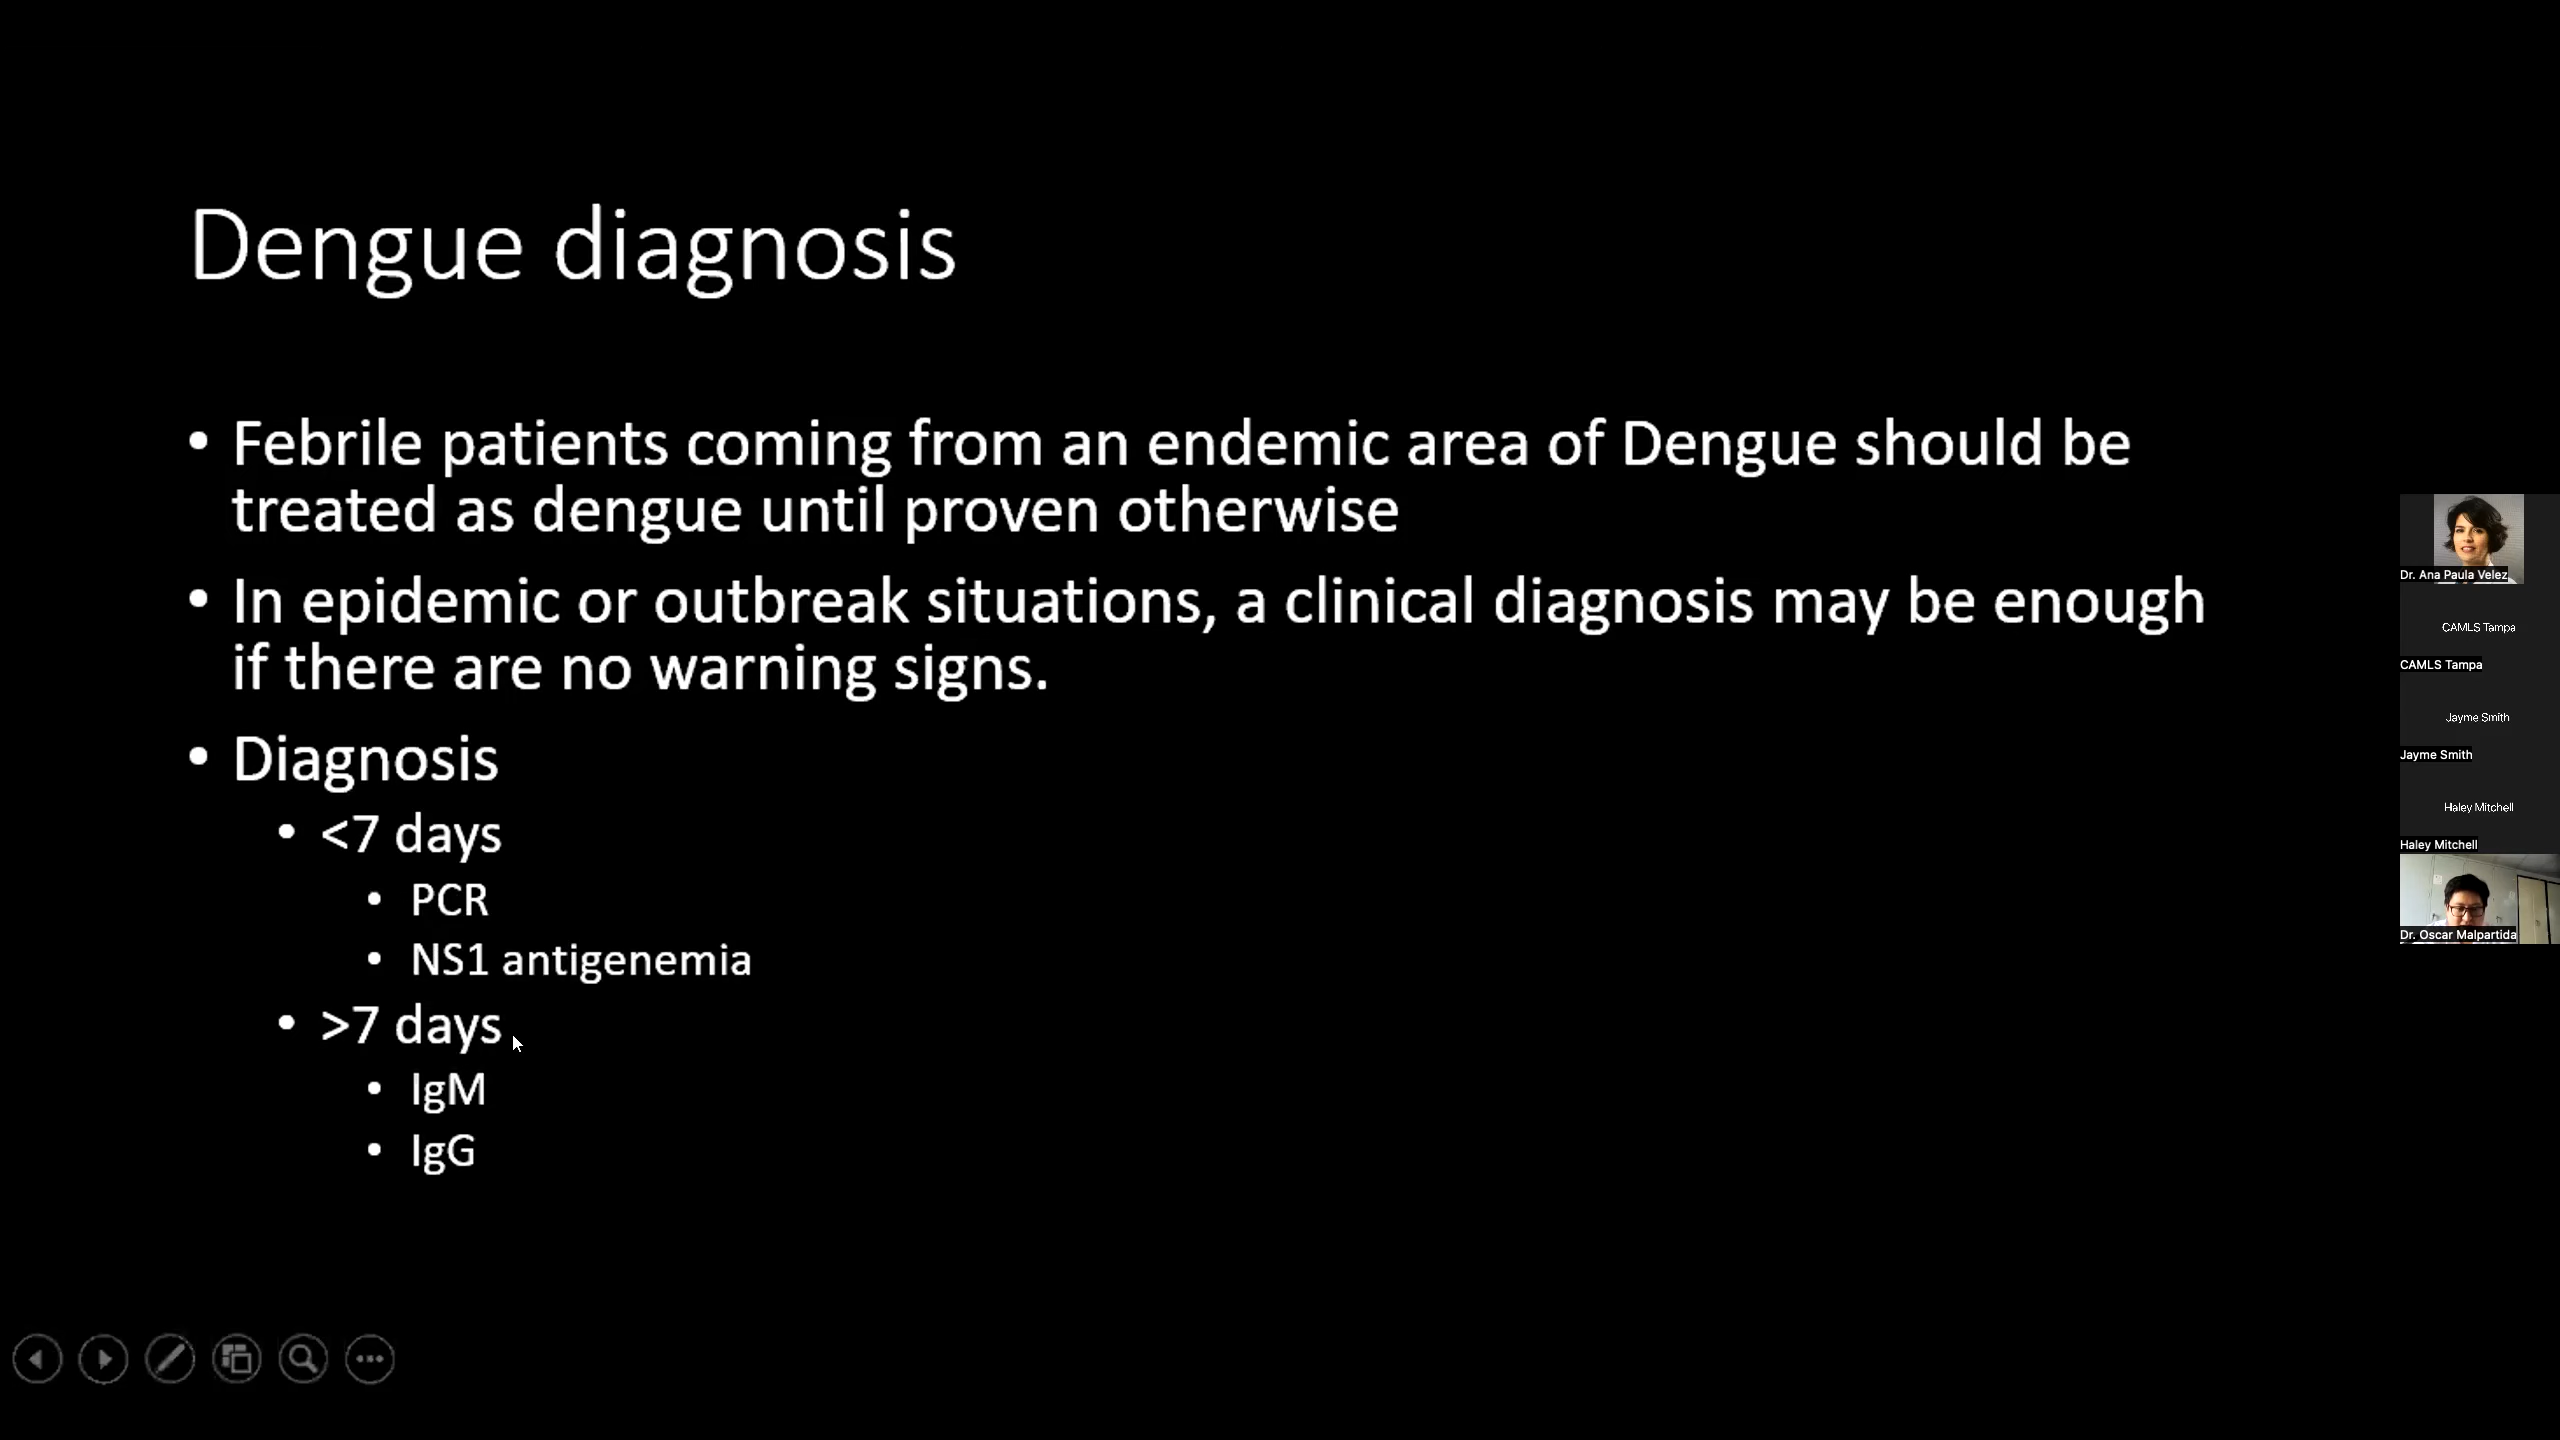 Dengue diagnosis
• Febrile patients coming from an endemic area of Dengue should be
treated as dengue until proven otherwise
• In epidemic or outbreak situations, a clinical diagnosis may be enough
if there are no warning signs.
• Diagnosis
• <7 days
• PCR
• NS1 antigenemia
• >7 days
• IgM
• IgG
Dr. Ana Paula Velez
CAMLS Tampa
CAMLS Tampa
Jayme Smith
Jayme Smith
Haley Mitchell
Haley Mitchell
Dr. Oscar Malpartida